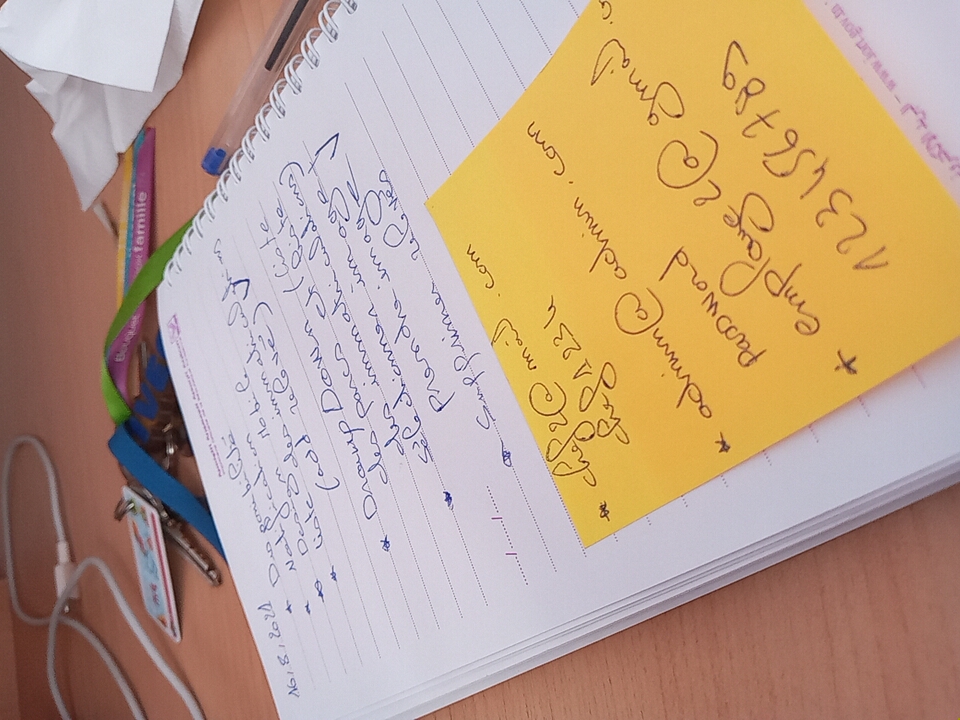 Bouquet famille
16,8,2021
* Disponibilité
* Notification
* Design Mobile
* liste des immatriculations
(add relevé) ✓
* DroupDown (liste
des parcs et liste
des immatriculations)
* Sélectionner image +
prendre image ✓
* Supprimer relevés
....../....../......
* chef2@mail.com
chef1234
* admin@admin.com
password
* employe2@gmail.c
123456789
www.iort.gov.tn